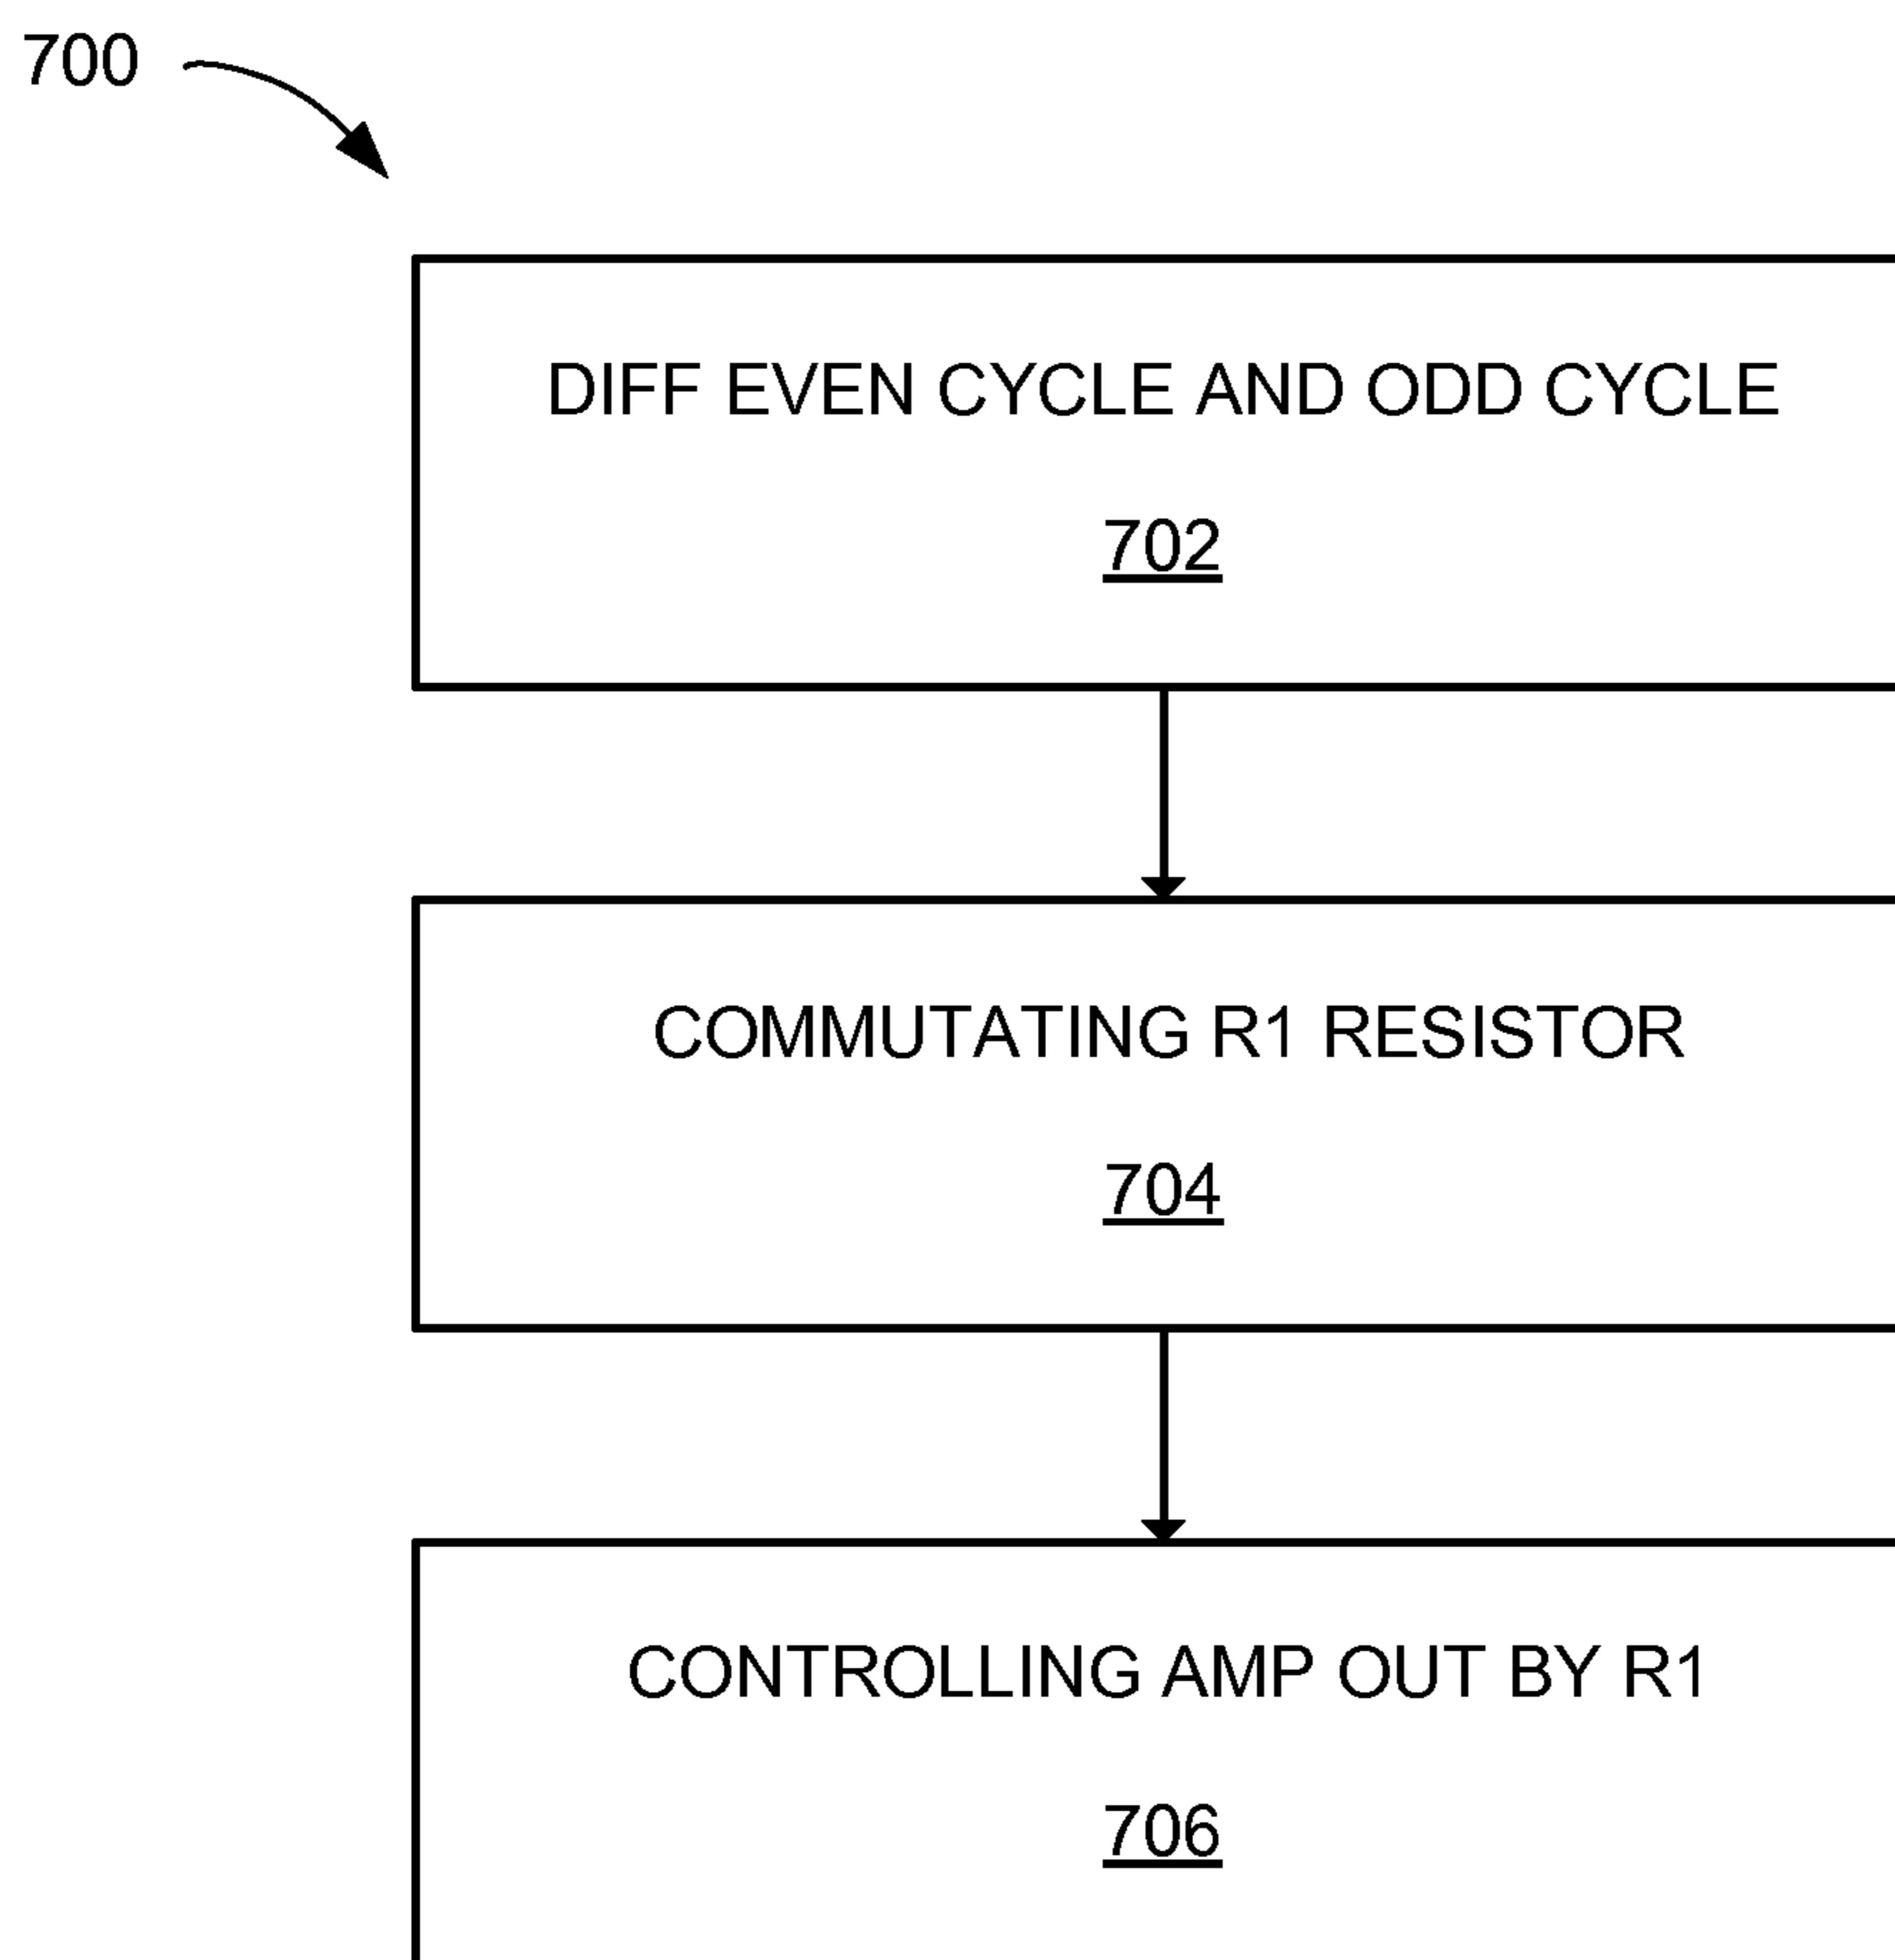 700
DIFF EVEN CYCLE AND ODD CYCLE
702
COMMUTATING R1 RESISTOR
704
CONTROLLING AMP OUT BY R1
706